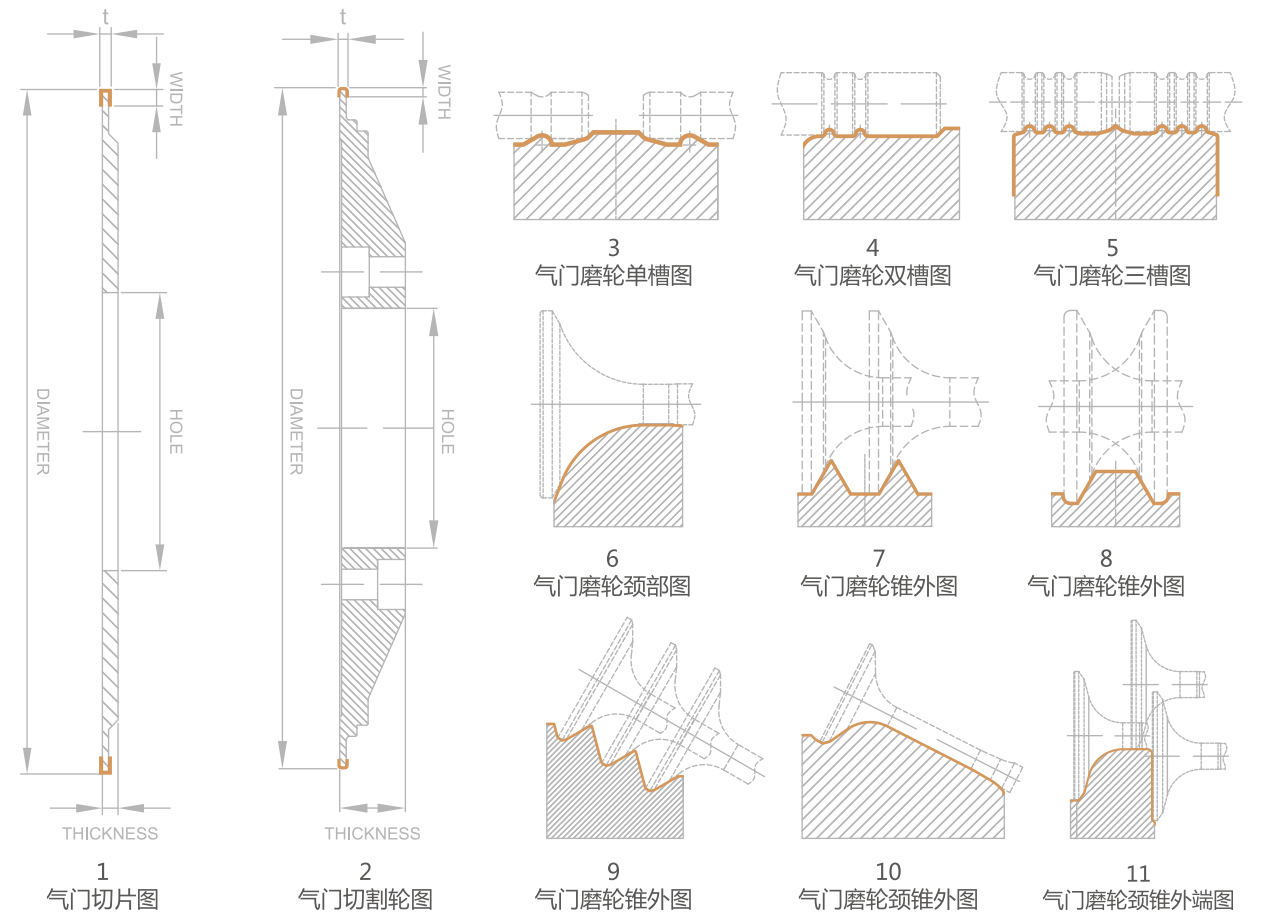 t
WIDTH
DIAMETER
HOLE
THICKNESS
1
气门切片图
t
WIDTH
DIAMETER
HOLE
THICKNESS
2
气门切割轮图
3
气门磨轮单槽图
4
气门磨轮双槽图
5
气门磨轮三槽图
6
气门磨轮颈部图
7
气门磨轮锥外图
8
气门磨轮锥外图
9
气门磨轮锥外图
10
气门磨轮颈锥外图
11
气门磨轮颈锥外端图